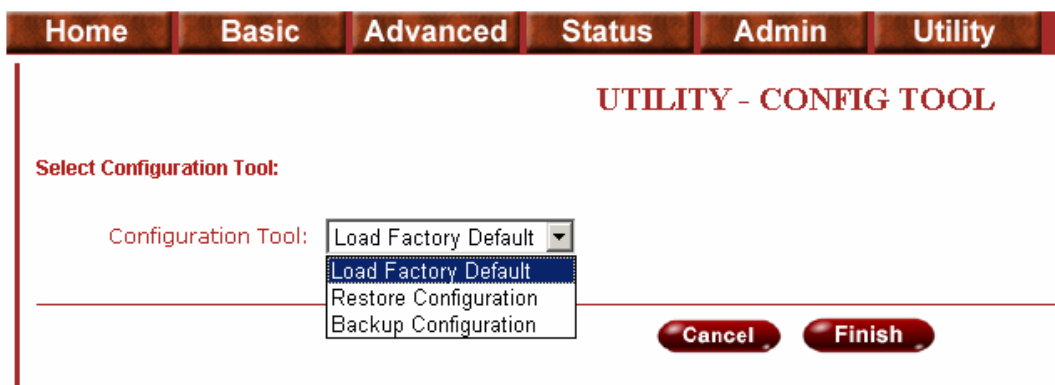 Home Basic Advanced Status Admin Utility
UTILITY - CONFIG TOOL
Select Configuration Tool:
Configuration Tool: Load Factory Default
Load Factory Default
Restore Configuration
Backup Configuration
Cancel Finish